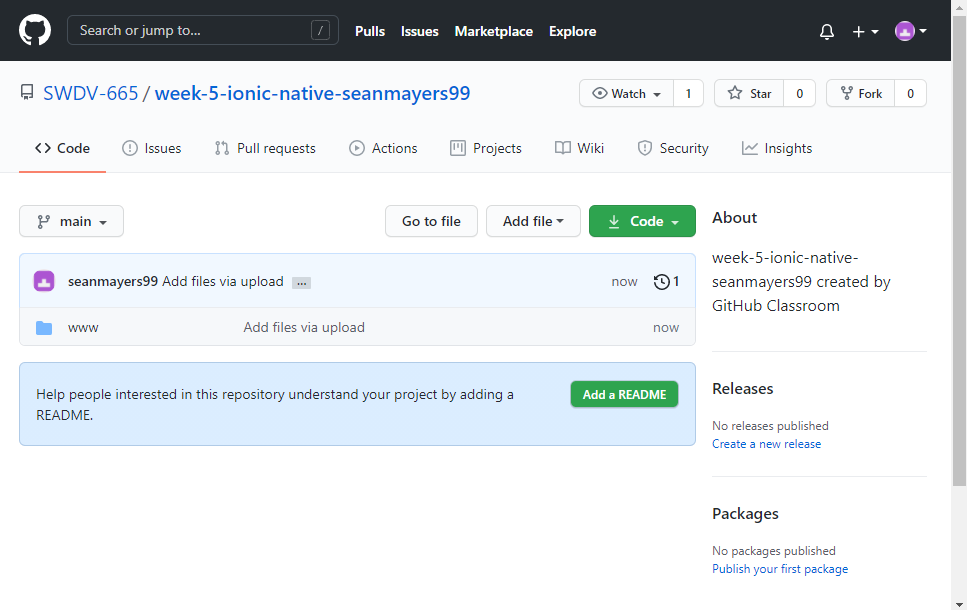 Search or jump to... /
Pulls Issues Marketplace Explore
SWDV-665 / week-5-ionic-native-seanmayers99
Watch 1 Star 0 Fork 0
Code Issues Pull requests Actions Projects Wiki Security Insights
main Go to file Add file Code
seanmayers99 Add files via upload ... now 1
www Add files via upload now
Help people interested in this repository understand your project by adding a
README.
Add a README
About
week-5-ionic-native-
seanmayers99 created by
GitHub Classroom
Releases
No releases published
Create a new release
Packages
No packages published
Publish your first package